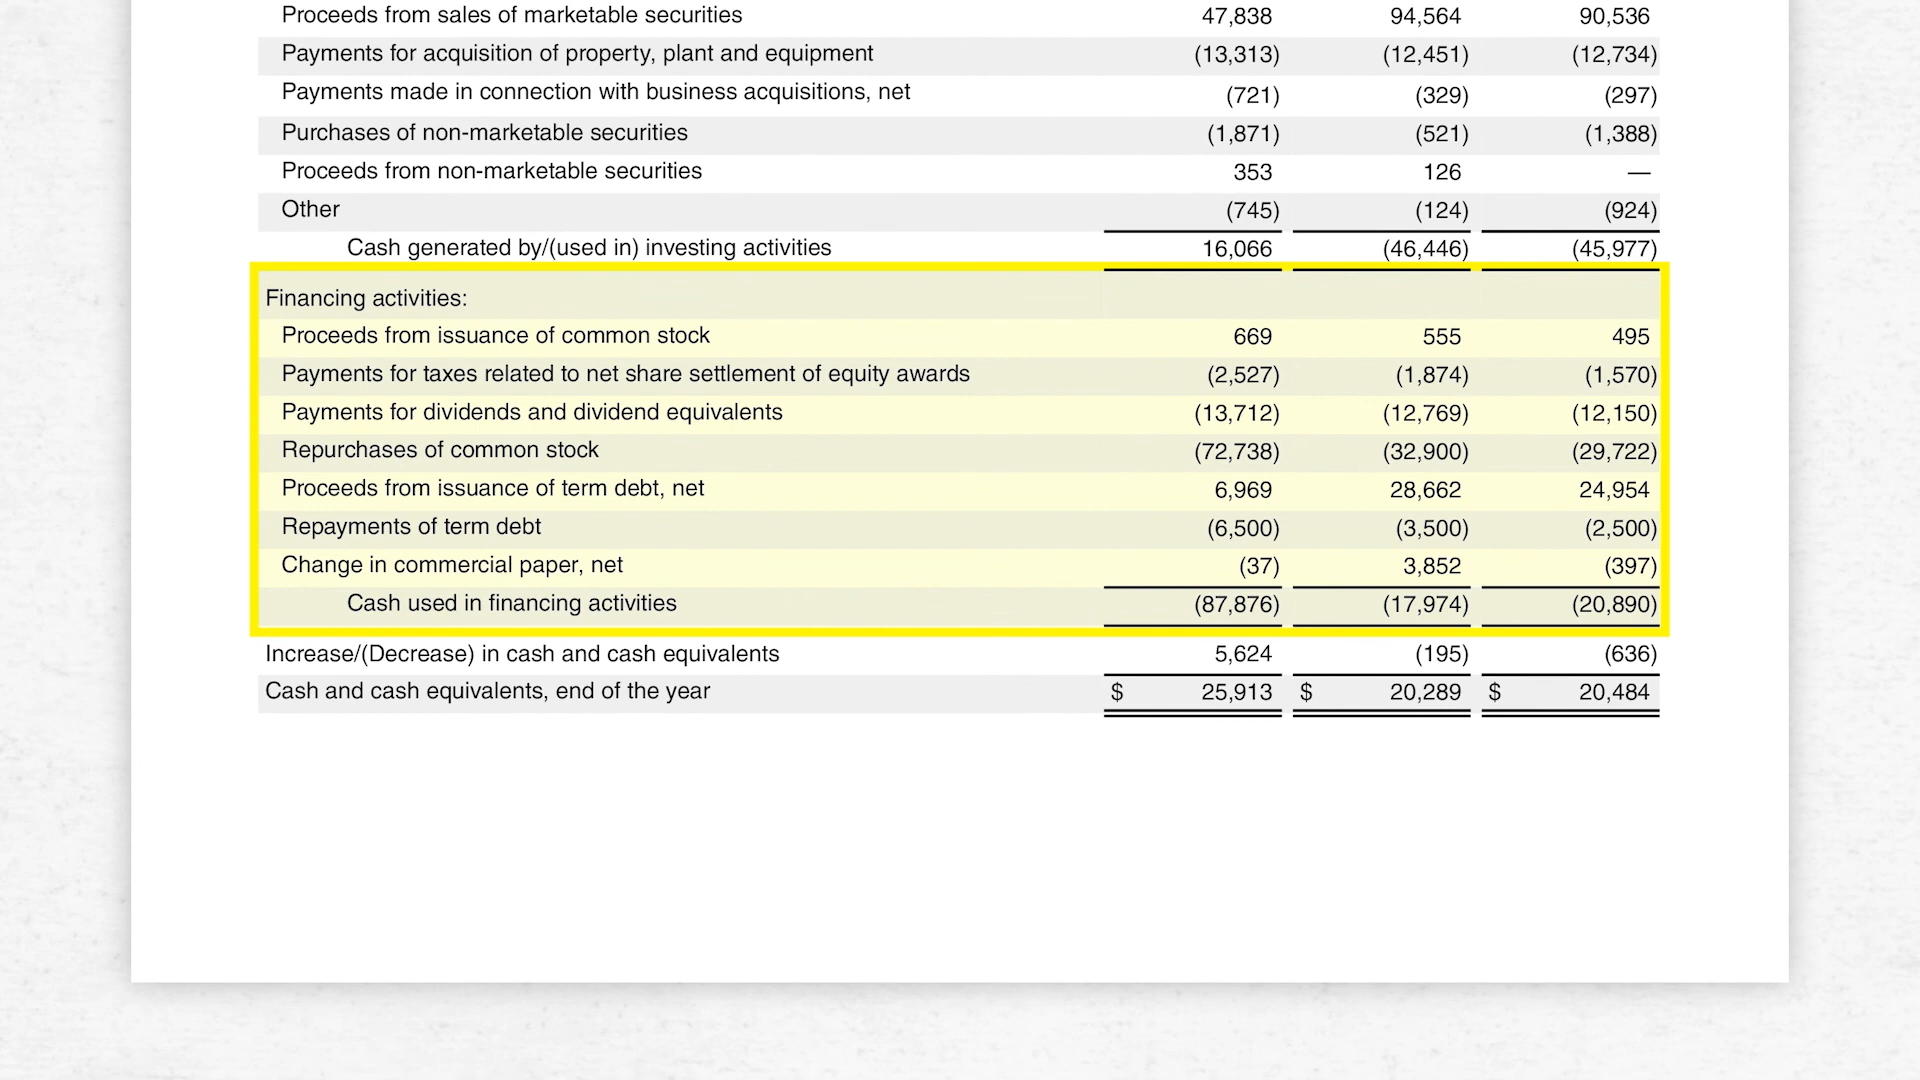 Proceeds from sales of marketable securities 47,838 94,564 90,536
Payments for acquisition of property, plant and equipment (13,313) (12,451) (12,734)
Payments made in connection with business acquisitions, net (721) (329) (297)
Purchases of non-marketable securities (1,871) (521) (1,388)
Proceeds from non-marketable securities 353 126 —
Other (745) (124) (924)
Cash generated by/(used in) investing activities 16,066 (46,446) (45,977)
Financing activities:
Proceeds from issuance of common stock 669 555 495
Payments for taxes related to net share settlement of equity awards (2,527) (1,874) (1,570)
Payments for dividends and dividend equivalents (13,712) (12,769) (12,150)
Repurchases of common stock (72,738) (32,900) (29,722)
Proceeds from issuance of term debt, net 6,969 28,662 24,954
Repayments of term debt (6,500) (3,500) (2,500)
Change in commercial paper, net (37) 3,852 (397)
Cash used in financing activities (87,876) (17,974) (20,890)
Increase/(Decrease) in cash and cash equivalents 5,624 (195) (636)
Cash and cash equivalents, end of the year $ 25,913 $ 20,289 $ 20,484